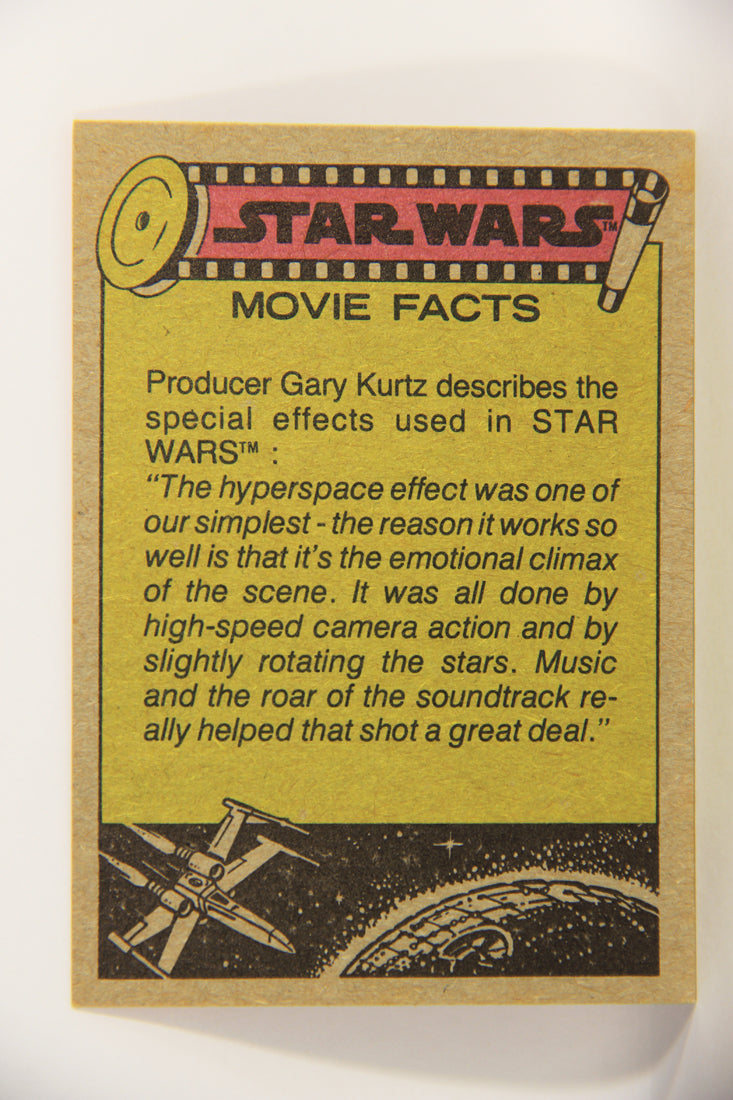 STAR WARS™
MOVIE FACTS
Producer Gary Kurtz describes the
special effects used in STAR
WARS™ :
"The hyperspace effect was one of
our simplest - the reason it works so
well is that it's the emotional climax
of the scene. It was all done by
high-speed camera action and by
slightly rotating the stars. Music
and the roar of the soundtrack re-
ally helped that shot a great deal."